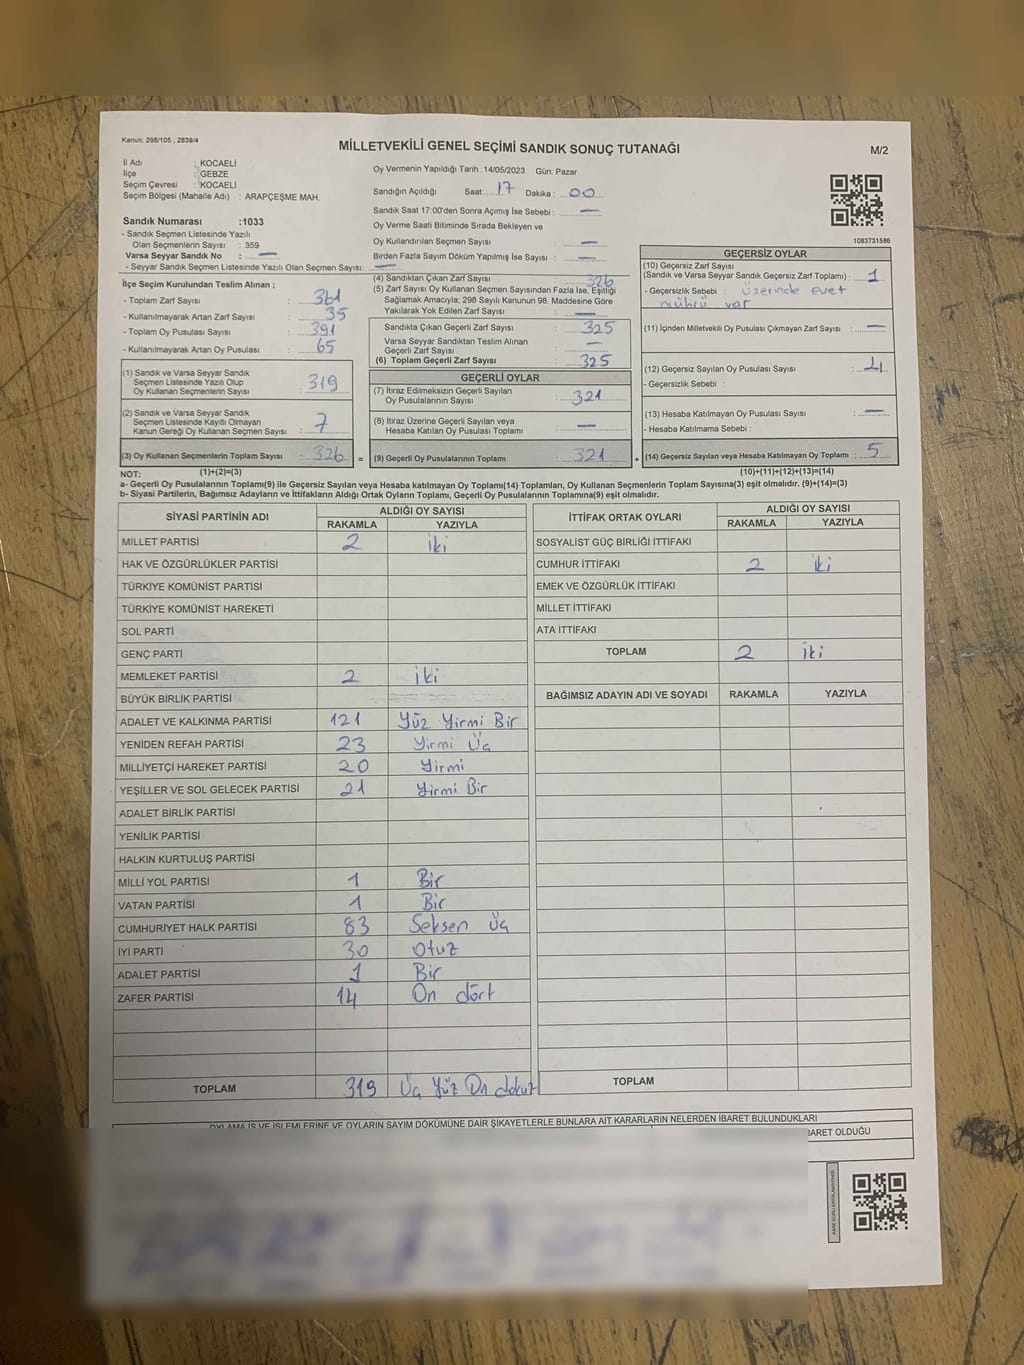 Kanun: 298/105 , 2839/4
MİLLETVEKİLİ GENEL SEÇİMİ SANDIK SONUÇ TUTANAĞI
M/2
İl Adı : KOCAELİ
İlçe : GEBZE
Seçim Çevresi : KOCAELİ
Seçim Bölgesi (Mahalle Adı) : ARAPÇEŞME MAH.
Sandık Numarası :1033
- Sandık Seçmen Listesinde Yazılı
Olan Seçmenlerin Sayısı : 359
Varsa Seyyar Sandık No : —
- Seyyar Sandık Seçmen Listesinde Yazılı Olan Seçmen Sayısı: —
İlçe Seçim Kurulundan Teslim Alınan ;
- Toplam Zarf Sayısı : 361
- Kullanılmayarak Artan Zarf Sayısı : 35
- Toplam Oy Pusulası Sayısı : 391
- Kullanılmayarak Artan Oy Pusulası : 65
(1) Sandık ve Varsa Seyyar Sandık
Seçmen Listesinde Yazılı Olup
Oy Kullanan Seçmenlerin Sayısı : 319
(2) Sandık ve Varsa Seyyar Sandık
Seçmen Listesinde Kayıtlı Olmayan
Kanun Gereği Oy Kullanan Seçmen Sayısı : 7
(3) Oy Kullanan Seçmenlerin Toplam Sayısı : 326
Oy Vermenin Yapıldığı Tarih :14/05/2023 Gün: Pazar
Sandığın Açıldığı Saat: 17 Dakika : 00
Sandık Saat 17:00'den Sonra Açımış İse Sebebi : —
Oy Verme Saati Bitiminde Sırada Bekleyen ve
Oy Kullandırılan Seçmen Sayısı : —
Birden Fazla Sayım Döküm Yapılmış İse Sayısı : —
(4) Sandıktan Çıkan Zarf Sayısı : 326
(5) Zarf Sayısı Oy Kullanan Seçmen Sayısından Fazla İse, Eşitliği
Sağlamak Amacıyla; 298 Sayılı Kanunun 98. Maddesine Göre
Yakılarak Yok Edilen Zarf Sayısı : —
Sandıkta Çıkan Geçerli Zarf Sayısı : 325
Varsa Seyyar Sandıktan Teslim Alınan
Geçerli Zarf Sayısı : —
(6) Toplam Geçerli Zarf Sayısı : 325
GEÇERLİ OYLAR
(7) İtiraz Edilmeksizin Geçerli Sayılan
Oy Pusulalarının Sayısı : 321
(8) İtiraz Üzerine Geçerli Sayılan veya
Hesaba Katılan Oy Pusulası Toplamı : —
= (9) Geçerli Oy Pusulalarının Toplamı : 321
1083731586
GEÇERSİZ OYLAR
(10) Geçersiz Zarf Sayısı
(Sandık ve Varsa Seyyar Sandık Geçersiz Zarf Toplamı) : 1
- Geçersizlik Sebebi : üzerinde evet
mührü var
(11) İçinden Milletvekili Oy Pusulası Çıkmayan Zarf Sayısı : —
(12) Geçersiz Sayılan Oy Pusulası Sayısı : 4
- Geçersizlik Sebebi :
(13) Hesaba Katılmayan Oy Pusulası Sayısı : —
- Hesaba Katılmama Sebebi :
+ (14) Geçersiz Sayılan veya Hesaba Katılmayan Oy Toplamı : 5
NOT: (1)+(2)=(3) (10)+(11)+(12)+(13)=(14)
a- Geçerli Oy Pusulalarının Toplamı(9) ile Geçersiz Sayılan veya Hesaba Katılmayan Oy Toplamı(14) Toplamları, Oy Kullanan Seçmenlerin Toplam Sayısına(3) eşit olmalıdır. (9)+(14)=(3)
b- Siyasi Partilerin, Bağımsız Adayların ve İttifakların Aldığı Ortak Oyların Toplamı, Geçerli Oy Pusulalarının Toplamına(9) eşit olmalıdır.
SİYASİ PARTİNİN ADI ALDIĞI OY SAYISI
RAKAMLA YAZIYLA
MİLLET PARTİSİ 2 iki
HAK VE ÖZGÜRLÜKLER PARTİSİ
TÜRKİYE KOMÜNİST PARTİSİ
TÜRKİYE KOMÜNİST HAREKETİ
SOL PARTİ
GENÇ PARTİ
MEMLEKET PARTİSİ 2 iki
BÜYÜK BİRLİK PARTİSİ
ADALET VE KALKINMA PARTİSİ 121 Yüz Yirmi Bir
YENİDEN REFAH PARTİSİ 23 Yirmi Üç
MİLLİYETÇİ HAREKET PARTİSİ 20 Yirmi
YEŞİLLER VE SOL GELECEK PARTİSİ 21 Yirmi Bir
ADALET BİRLİK PARTİSİ
YENİLİK PARTİSİ
HALKIN KURTULUŞ PARTİSİ
MİLLİ YOL PARTİSİ 1 Bir
VATAN PARTİSİ 1 Bir
CUMHURİYET HALK PARTİSİ 83 Seksen Üç
İYİ PARTİ 30 Otuz
ADALET PARTİSİ 1 Bir
ZAFER PARTİSİ 14 On dört
TOPLAM 319 Üç Yüz On dokuz
İTTİFAK ORTAK OYLARI ALDIĞI OY SAYISI
RAKAMLA YAZIYLA
SOSYALİST GÜÇ BİRLİĞİ İTTİFAKI
CUMHUR İTTİFAKI 2 iki
EMEK VE ÖZGÜRLÜK İTTİFAKI
MİLLET İTTİFAKI
ATA İTTİFAKI
TOPLAM 2 iki
BAĞIMSIZ ADAYIN ADI VE SOYADI RAKAMLA YAZIYLA
TOPLAM
OYLAMA İŞ VE İŞLEMLERİNE VE OYLARIN SAYIM DÖKÜMÜNE DAİR ŞİKAYETLERLE BUNLARA AİT KARARLARIN NELERDEN İBARET BULUNDUKLARI
BARET OLDUĞU